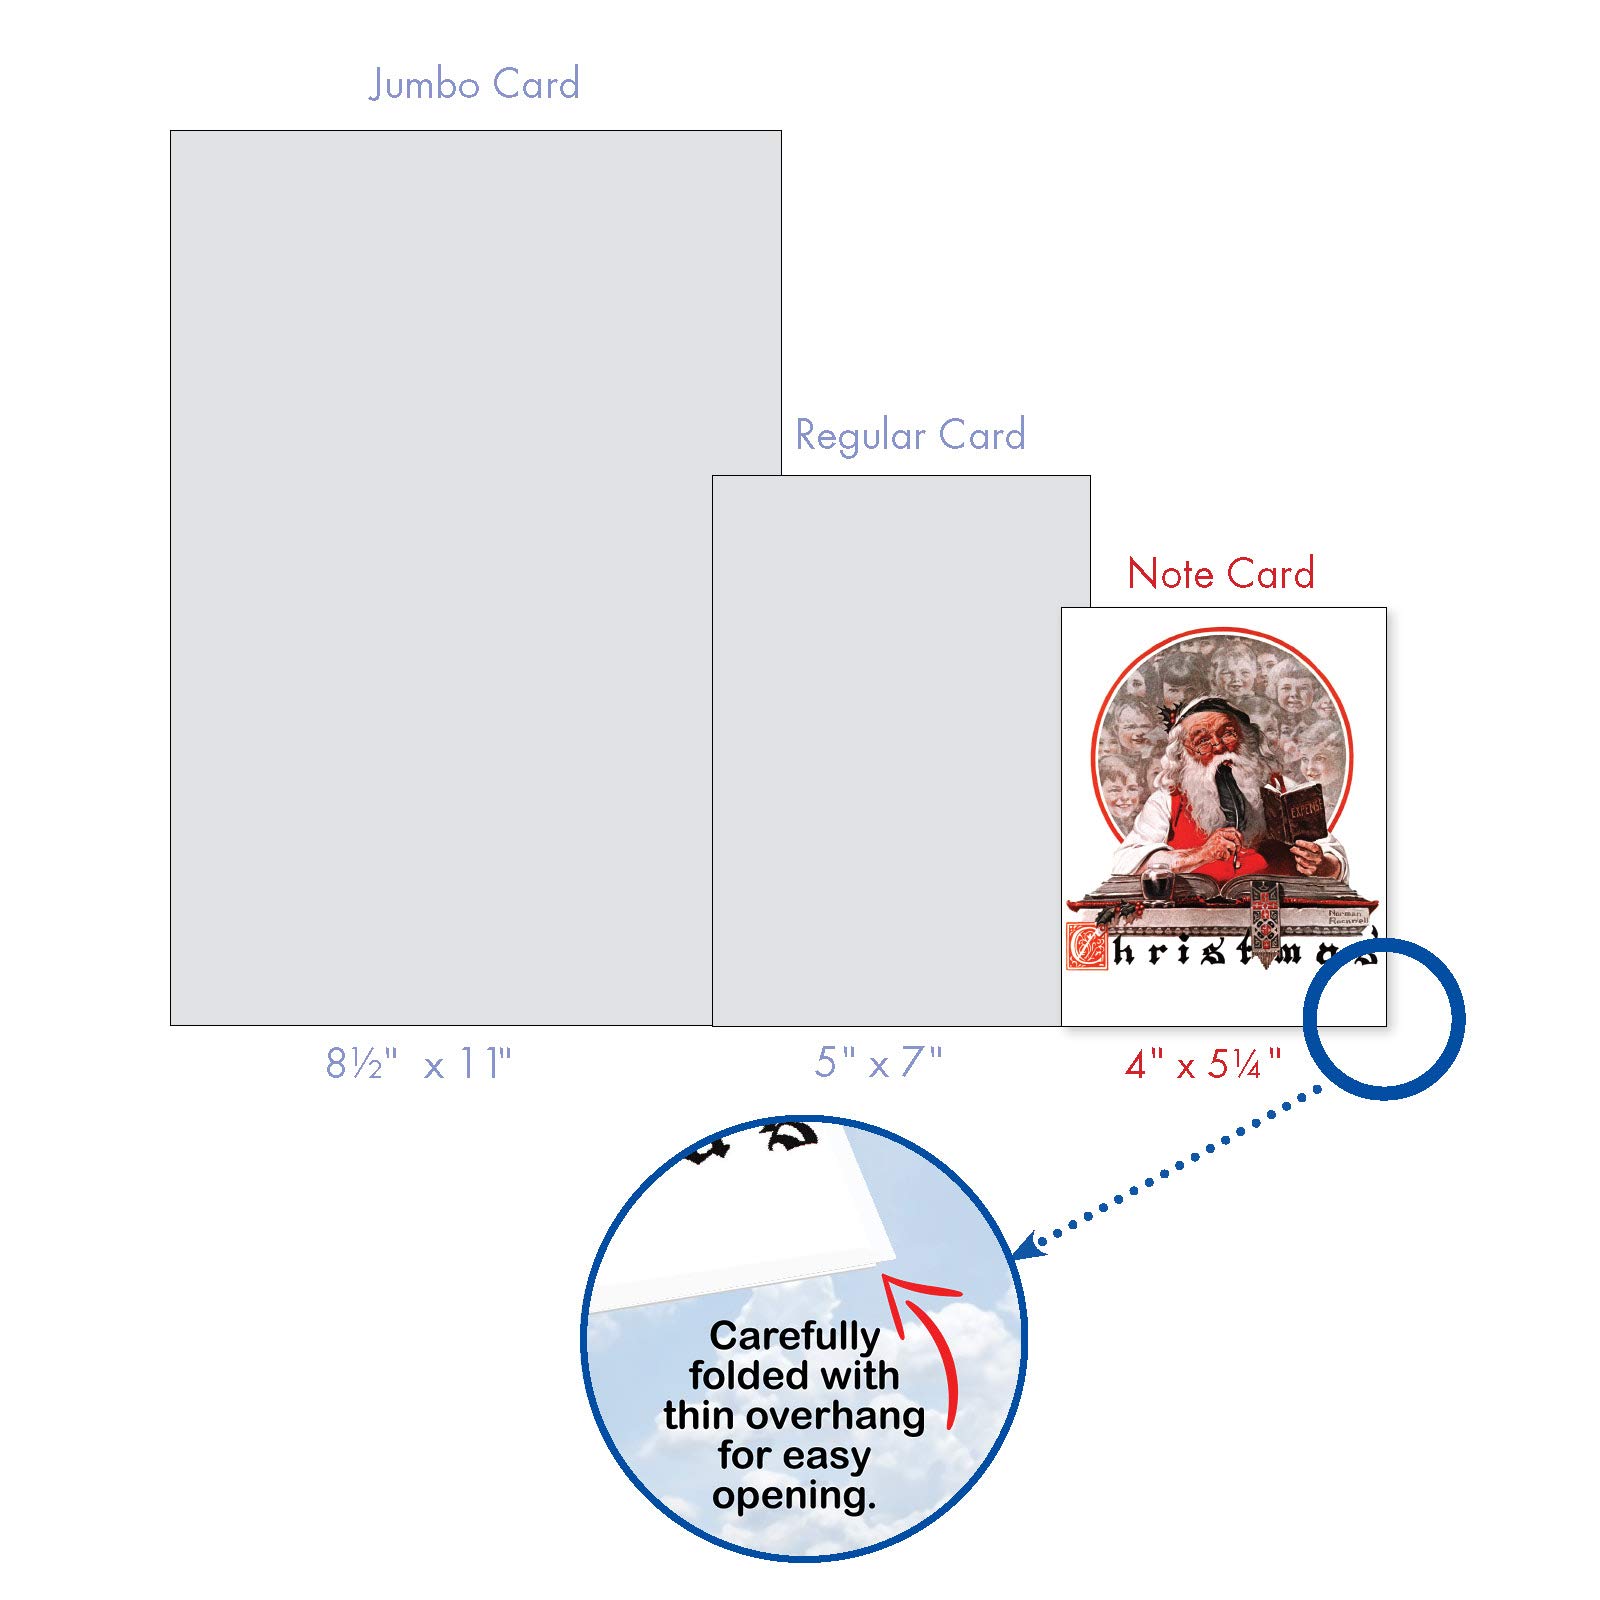 Jumbo Card
Regular Card
Note Card
EXPENSE
Norman
Rockwell
Christmas
8½" x 11"
5" x 7"
4" x 5¼"
as
Carefully
folded with
thin overhang
for easy
opening.